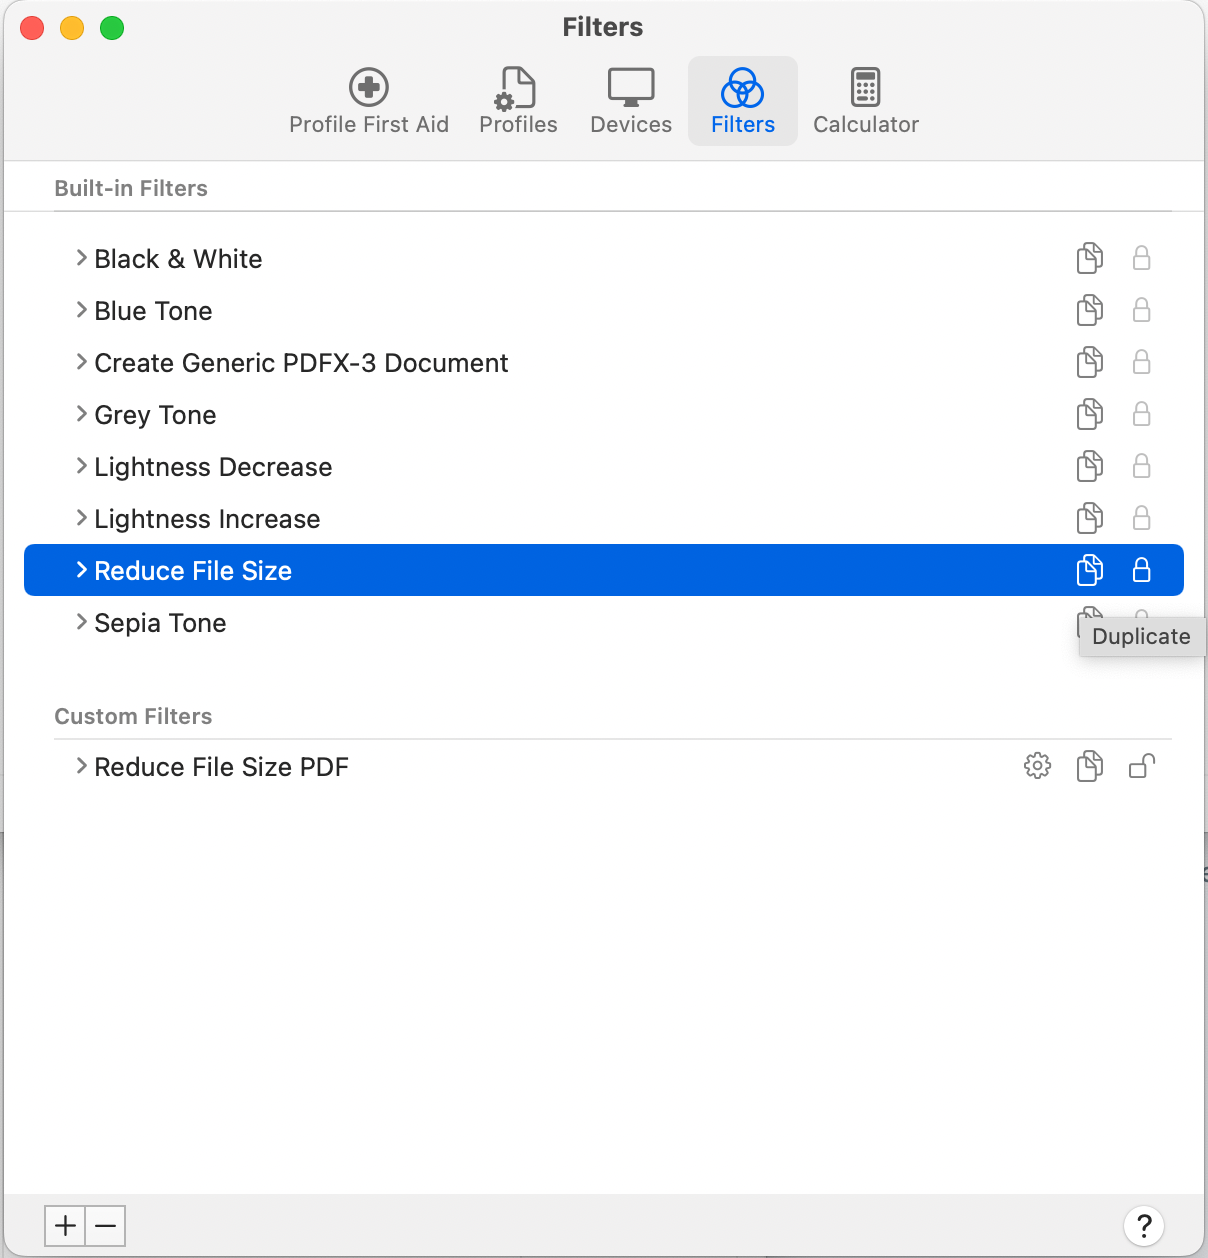 Filters
Profile First Aid
Profiles
Devices
Filters
Calculator
Built-in Filters
Black & White
Blue Tone
Create Generic PDFX-3 Document
Grey Tone
Lightness Decrease
Lightness Increase
Reduce File Size
Sepia Tone
Duplicate
Custom Filters
Reduce File Size PDF
?